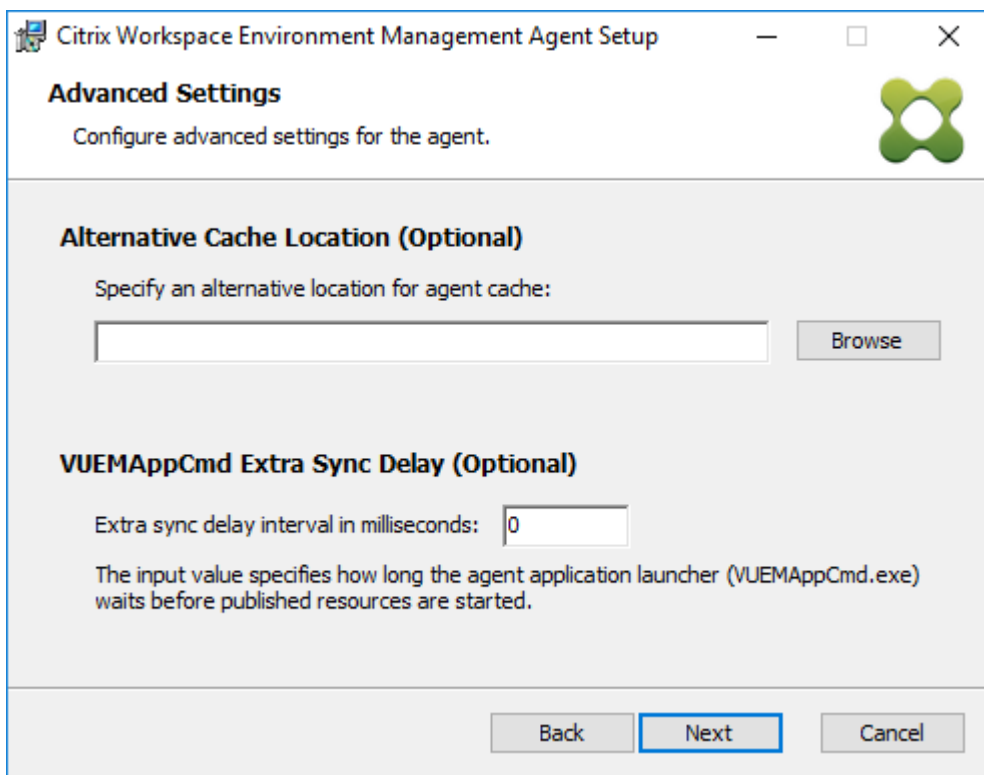 Citrix Workspace Environment Management Agent Setup
Advanced Settings
Configure advanced settings for the agent.
Alternative Cache Location (Optional)
Specify an alternative location for agent cache:
Browse
VUEMAppCmd Extra Sync Delay (Optional)
Extra sync delay interval in milliseconds: 0
The input value specifies how long the agent application launcher (VUEMAppCmd.exe)
waits before published resources are started.
Back Next Cancel